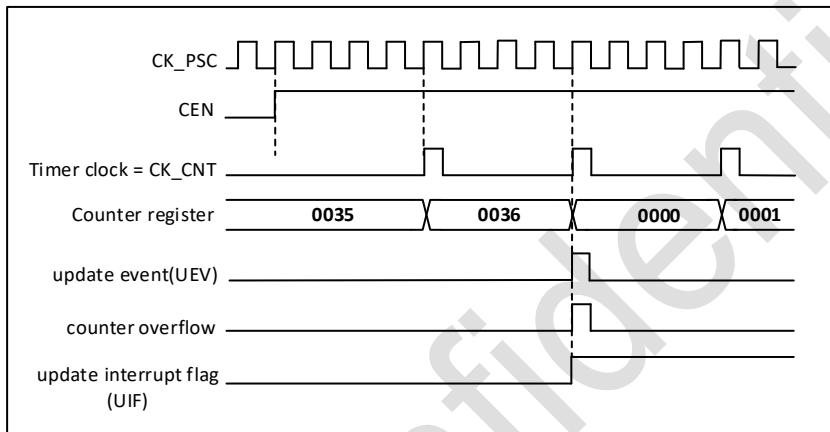 CK_PSC
CEN
Timer clock = CK_CNT
Counter register 0035 0036 0000 0001
update event(UEV)
counter overflow
update interrupt flag
(UIF)